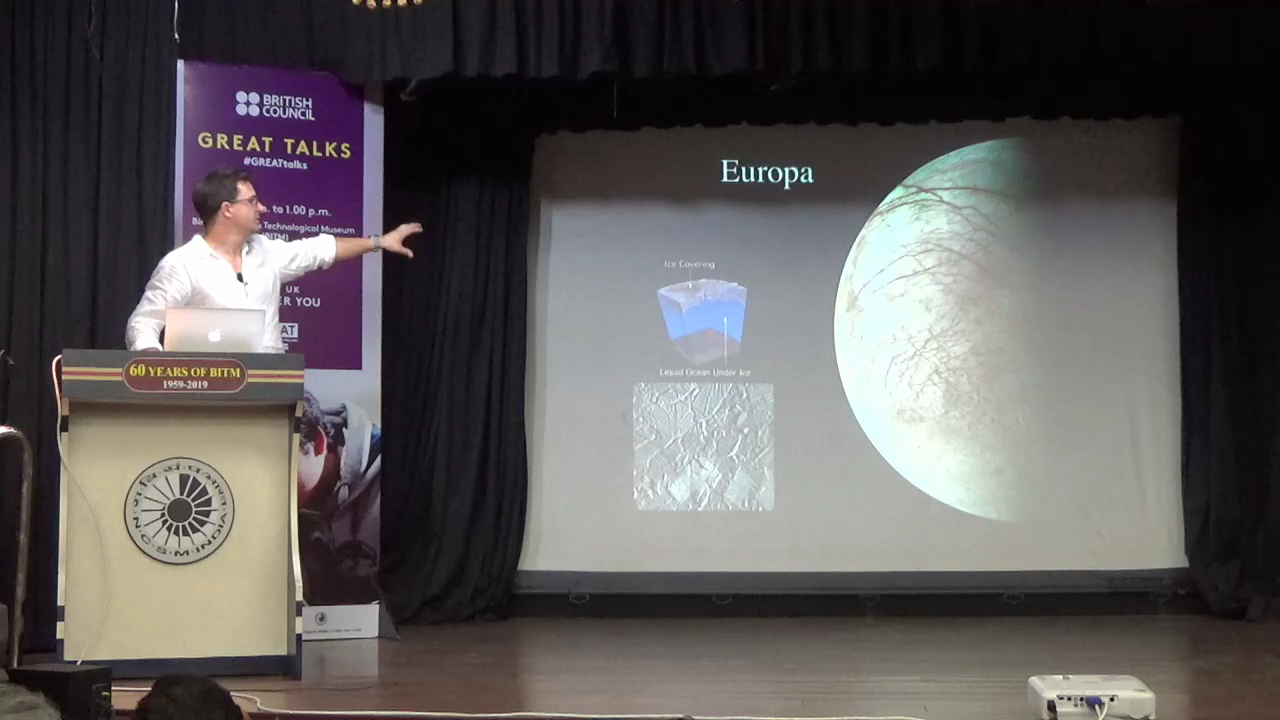 BRITISH
COUNCIL
GREAT TALKS
#GREATtalks
to 1.00 p.m.
Technological Museum
UK
YOU
60 YEARS OF BITM
1959-2019
N.C.S.M-INDIA
Europa
Ice Covering
Liquid Ocean Under Ice